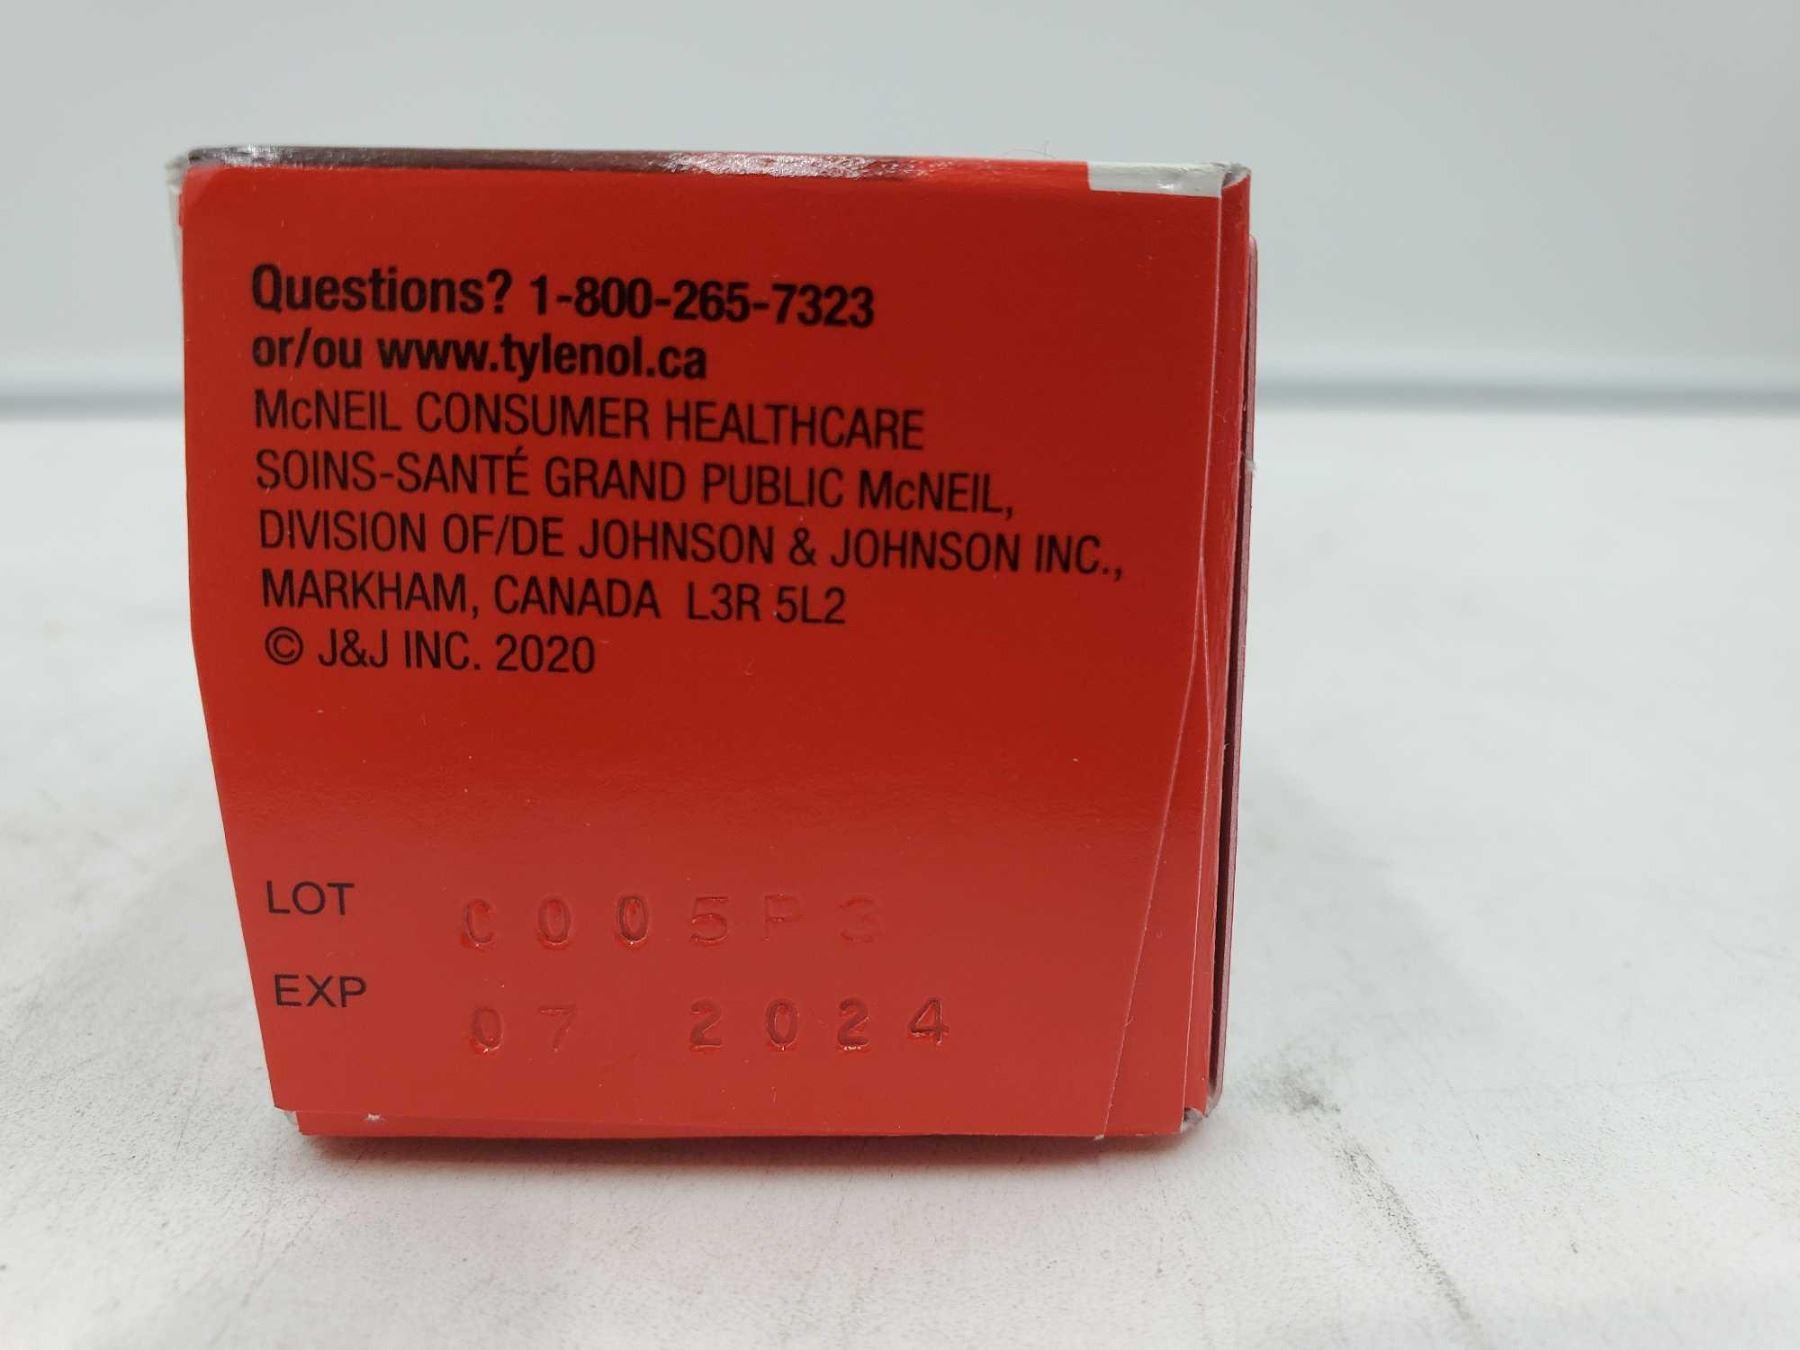 Questions? 1-800-265-7323
or/ou www.tylenol.ca
McNEIL CONSUMER HEALTHCARE
SOINS-SANTÉ GRAND PUBLIC McNEIL,
DIVISION OF/DE JOHNSON & JOHNSON INC.,
MARKHAM, CANADA L3R 5L2
© J&J INC. 2020
LOT C005P3
EXP 07 2024